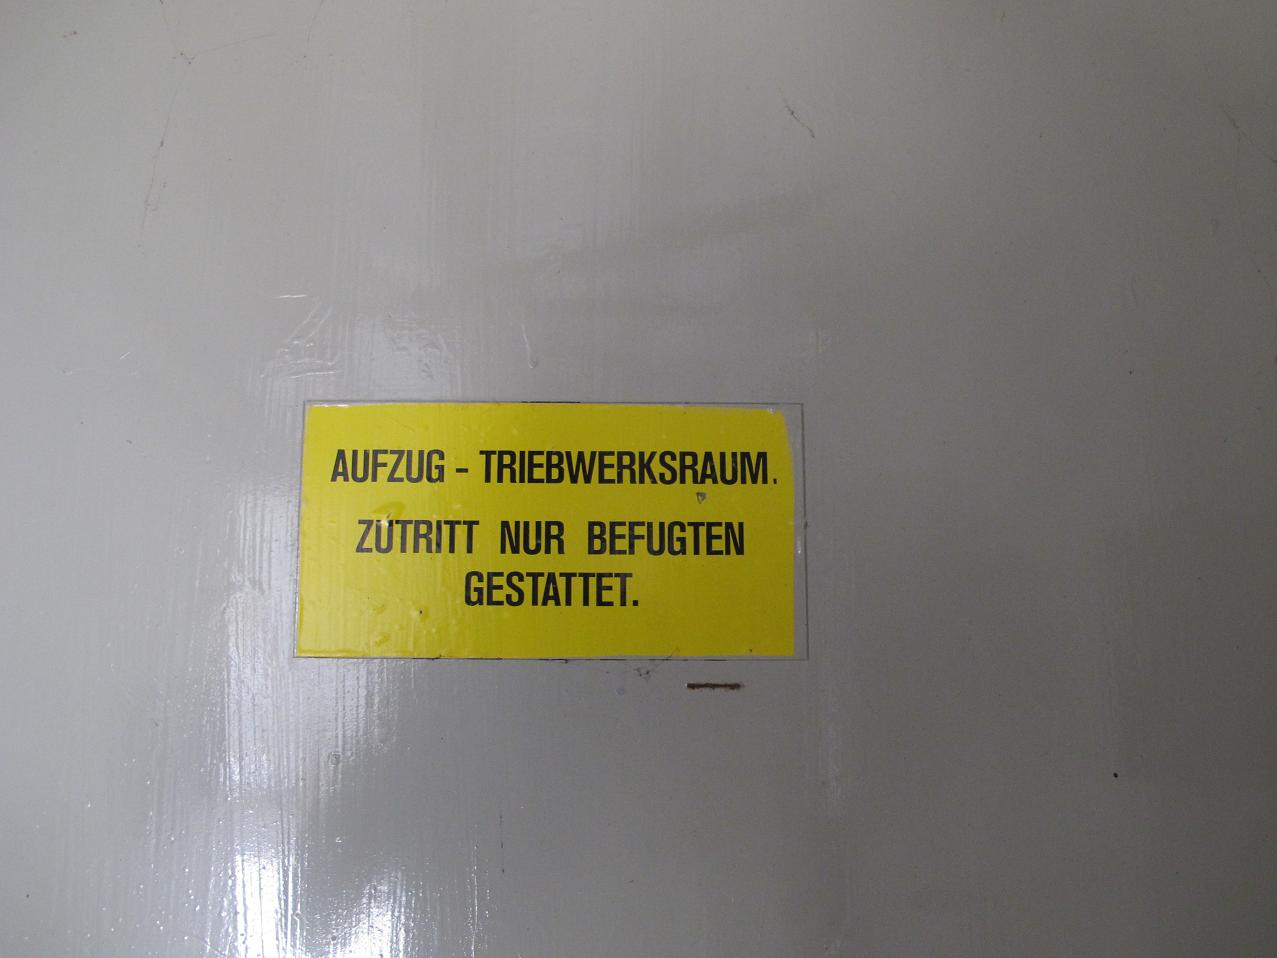 AUFZUG - TRIEBWERKSRAUM.
ZUTRITT NUR BEFUGTEN
GESTATTET.